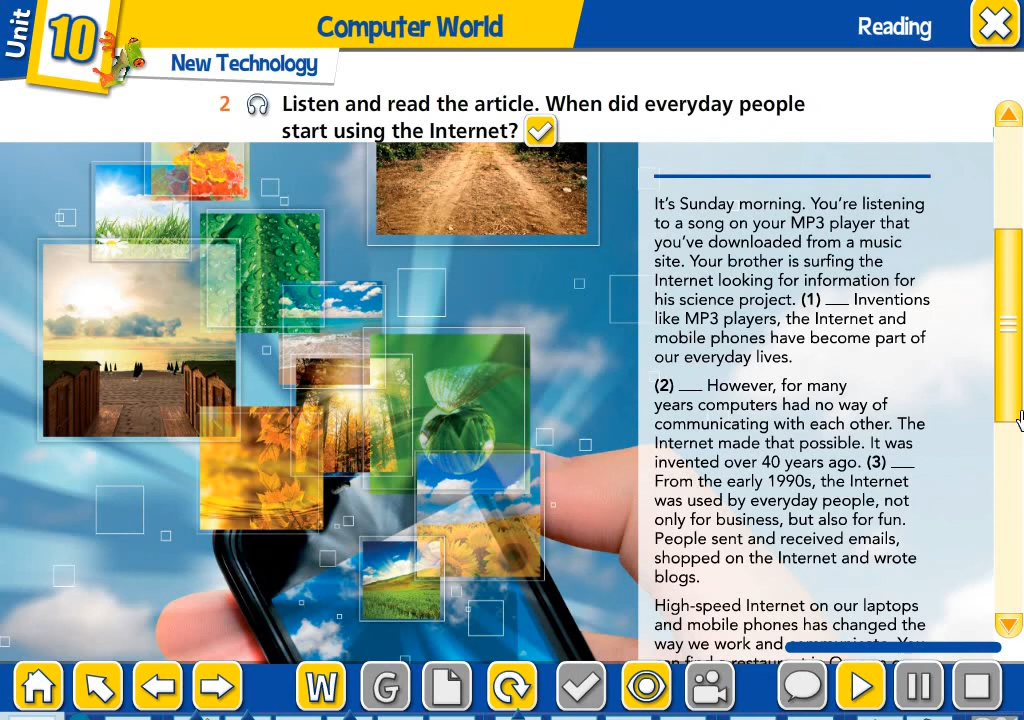 Unit
10
Computer World
Reading
New Technology
2 Listen and read the article. When did everyday people
start using the Internet?
It's Sunday morning. You're listening
to a song on your MP3 player that
you've downloaded from a music
site. Your brother is surfing the
Internet looking for information for
his science project. (1) ___ Inventions
like MP3 players, the Internet and
mobile phones have become part of
our everyday lives.
(2) ___ However, for many
years computers had no way of
communicating with each other. The
Internet made that possible. It was
invented over 40 years ago. (3) ___
From the early 1990s, the Internet
was used by everyday people, not
only for business, but also for fun.
People sent and received emails,
shopped on the Internet and wrote
blogs.
High-speed Internet on our laptops
and mobile phones has changed the
way we work and communicate. You
find a restaurant in
W
G